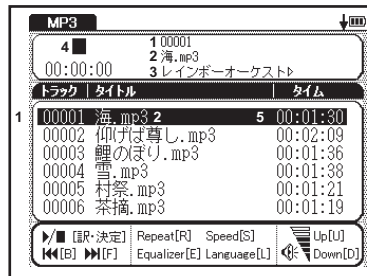 MP3
4 ■ 1 00001
2 海.mp3
00:00:00 3 レインボーオーケスト
トラック タイトル タイム
1 00001 海.mp3 2 5 00:01:30
00002 仰げば尊し.mp3 00:02:09
00003 鯉のぼり.mp3 00:01:36
00004 雪.mp3 00:01:38
00005 村祭.mp3 00:01:21
00006 茶摘.mp3 00:01:19
[訳・決定] Repeat[R] Speed[S] Up[U]
[B] [F] Equalizer[E] Language[L] Down[D]